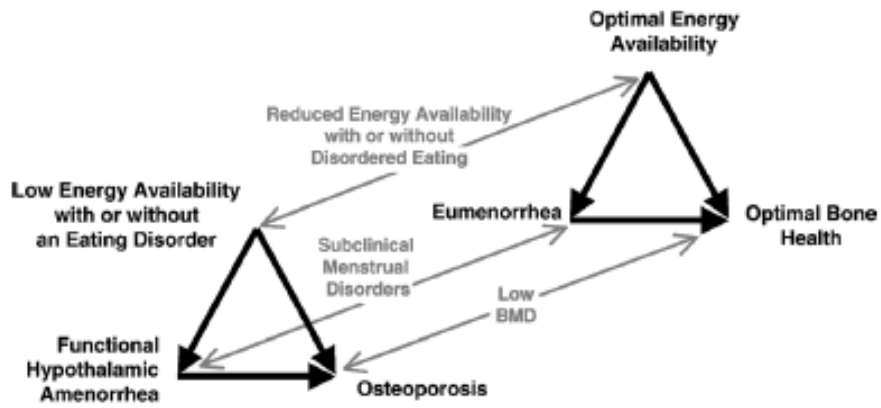 Optimal Energy
Availability
Reduced Energy Availability
with or without
Disordered Eating
Low Energy Availability
with or without
an Eating Disorder
Eumenorrhea
Optimal Bone
Health
Subclinical
Menstrual
Disorders
Low
BMD
Functional
Hypothalamic
Amenorrhea
Osteoporosis